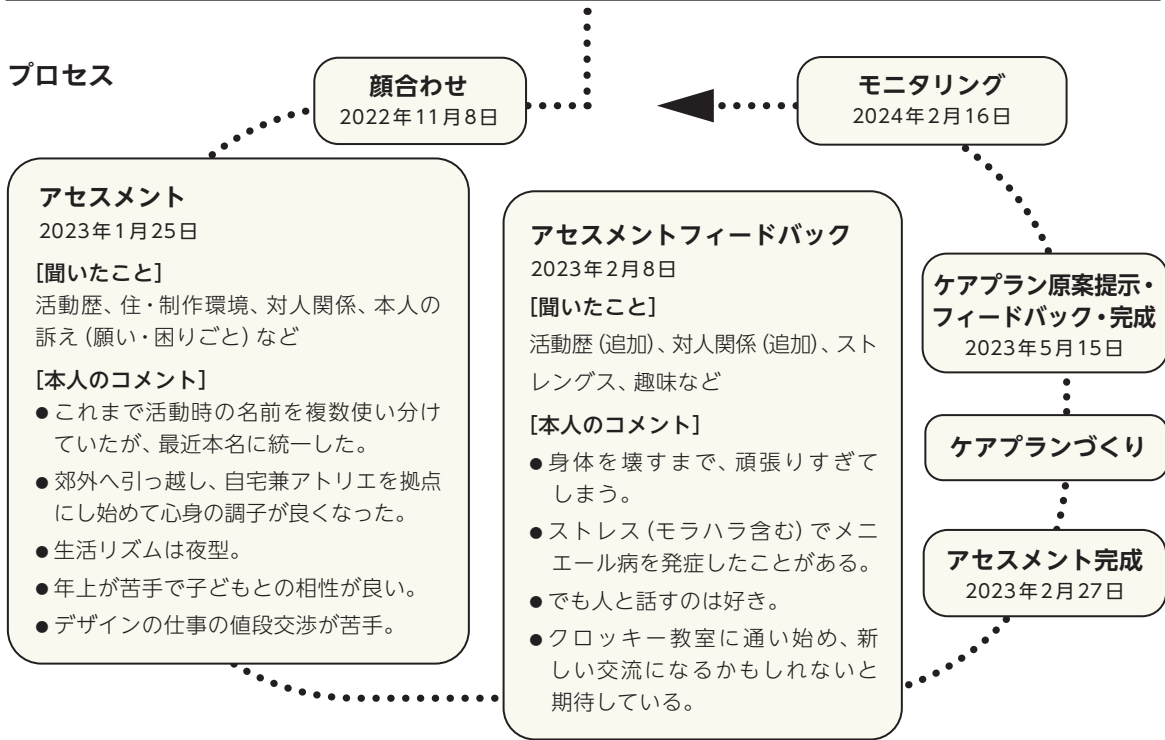 プロセス
顔合わせ
2022年11月8日
アセスメント
2023年1月25日
[聞いたこと]
活動歴、住・制作環境、対人関係、本人の
訴え(願い・困りごと)など
[本人のコメント]
●これまで活動時の名前を複数使い分け
ていたが、最近本名に統一した。
●郊外へ引っ越し、自宅兼アトリエを拠点
にし始めて心身の調子が良くなった。
●生活リズムは夜型。
●年上が苦手で子どもとの相性が良い。
●デザインの仕事の値段交渉が苦手。
アセスメントフィードバック
2023年2月8日
[聞いたこと]
活動歴(追加)、対人関係(追加)、スト
レングス、趣味など
[本人のコメント]
●身体を壊すまで、頑張りすぎて
しまう。
●ストレス(モラハラ含む)でメニ
エール病を発症したことがある。
●でも人と話すのは好き。
●クロッキー教室に通い始め、新
しい交流になるかもしれないと
期待している。
アセスメント完成
2023年2月27日
ケアプランづくり
ケアプラン原案提示・
フィードバック・完成
2023年5月15日
モニタリング
2024年2月16日